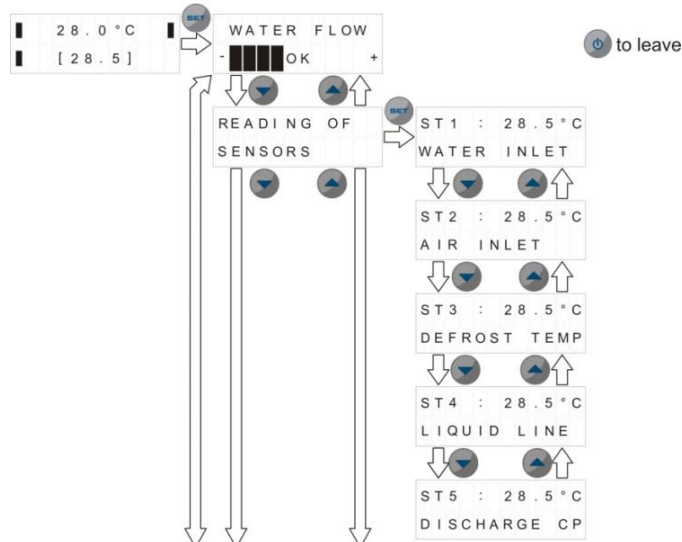 28.0°C
[28.5]
SET
WATER FLOW
- OK +
to leave
READING OF
SENSORS
SET
ST1 : 28.5°C
WATER INLET
ST2 : 28.5°C
AIR INLET
ST3 : 28.5°C
DEFROST TEMP
ST4 : 28.5°C
LIQUID LINE
ST5 : 28.5°C
DISCHARGE CP